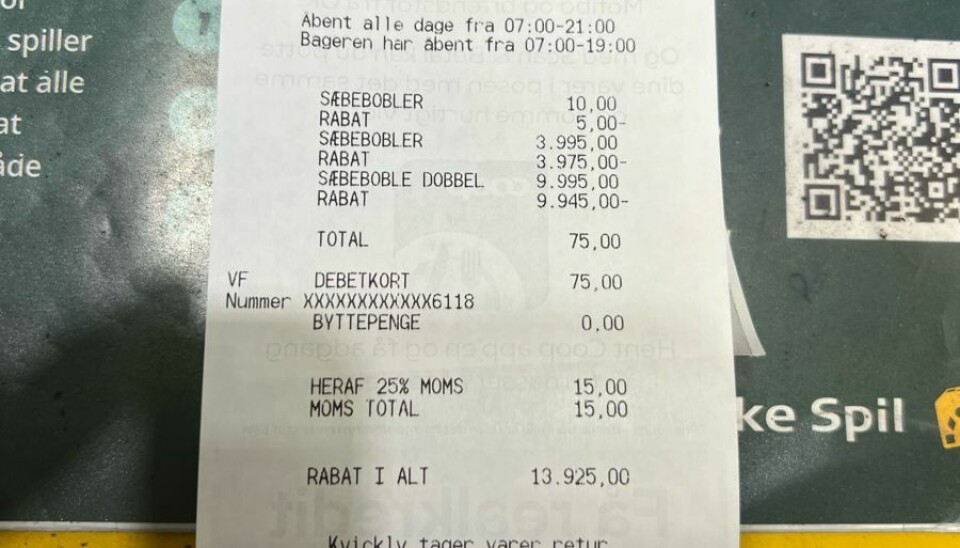 spiller
at alle
at
Åbent alle dage fra 07:00-21:00
Bageren har åbent fra 07:00-19:00
SÆBEBOBLER 10,00
RABAT 5,00-
SÆBEBOBLER 3.995,00
RABAT 3.975,00-
SÆBEBOBLE DOBBEL 9.995,00
RABAT 9.945,00-
TOTAL 75,00
VF DEBETKORT 75,00
Nummer XXXXXXXXXXXX6118
BYTTEPENGE 0,00
HERAF 25% MOMS 15,00
MOMS TOTAL 15,00
RABAT I ALT 13.925,00
Kvickly tager varer retur
ke Spil